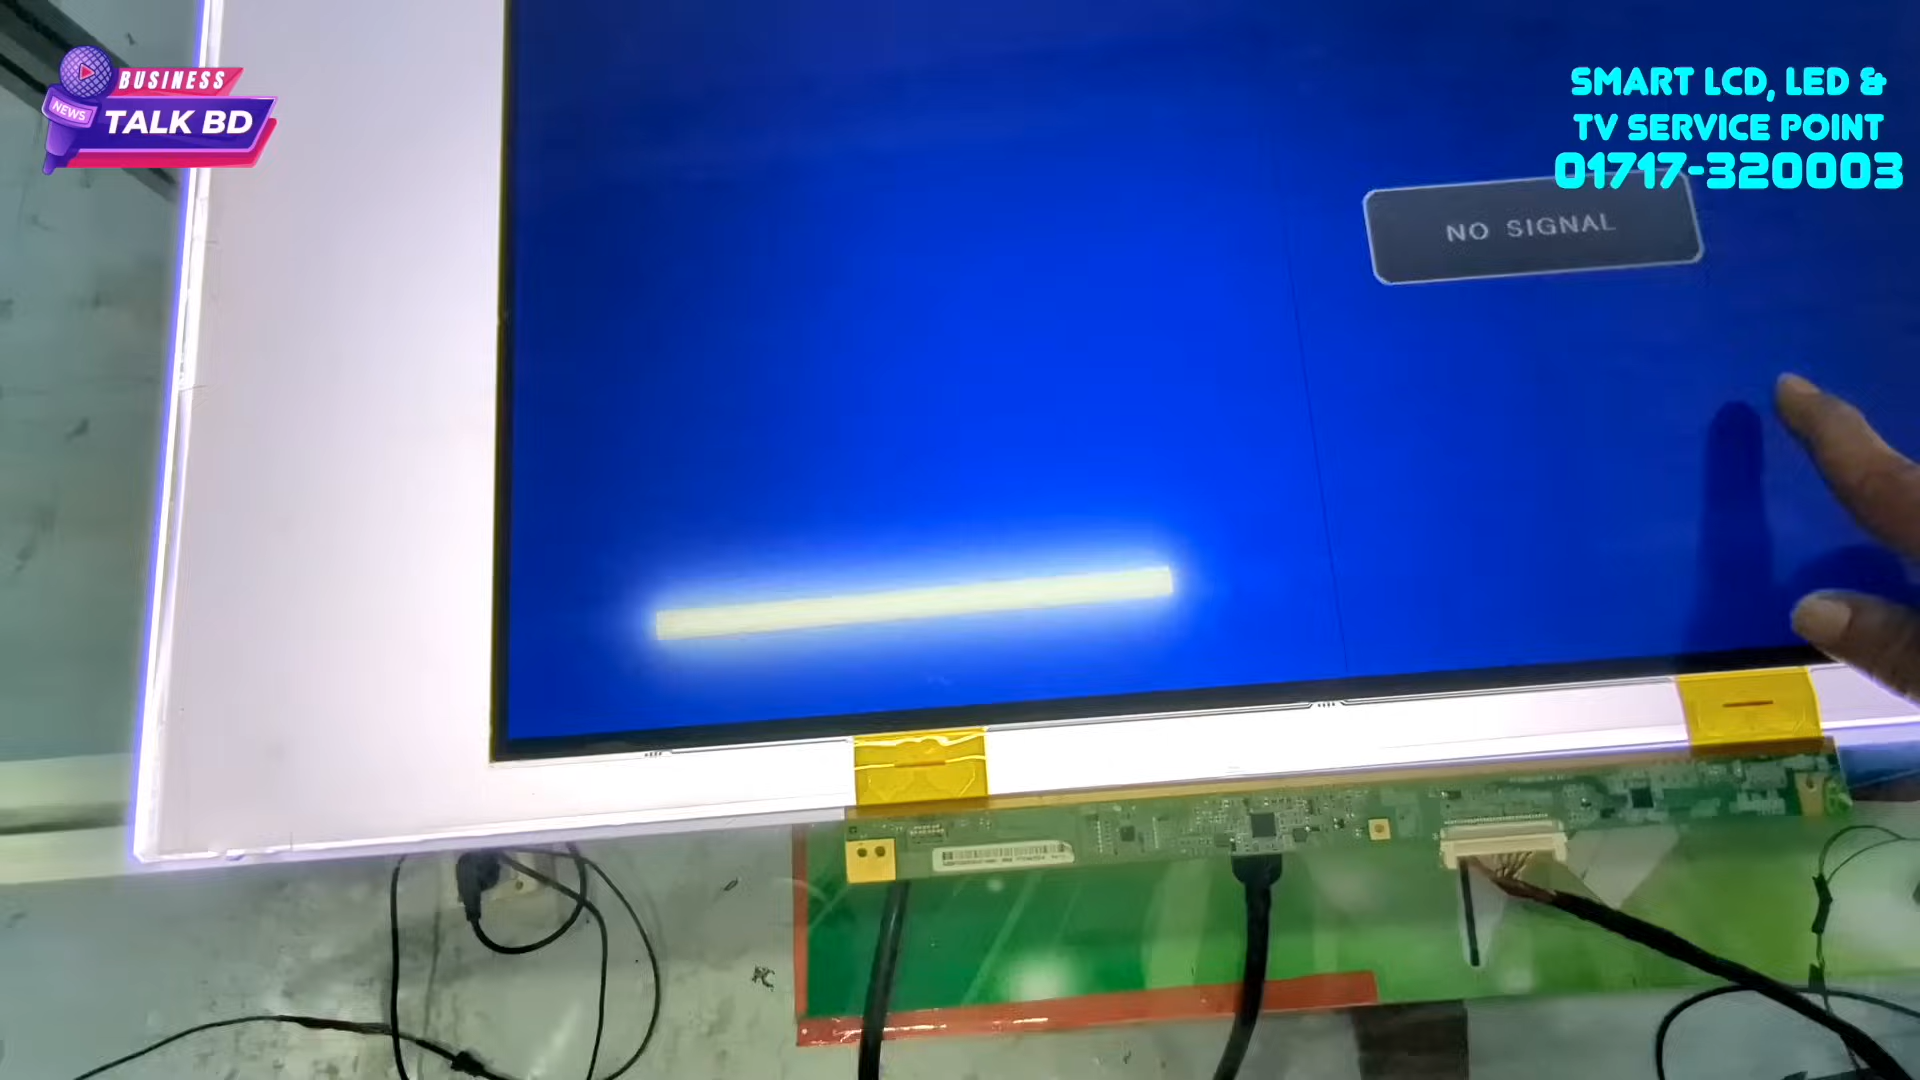 BUSINESS
NEWS
TALK BD
SMART LCD, LED &
TV SERVICE POINT
01717-320003
NO SIGNAL